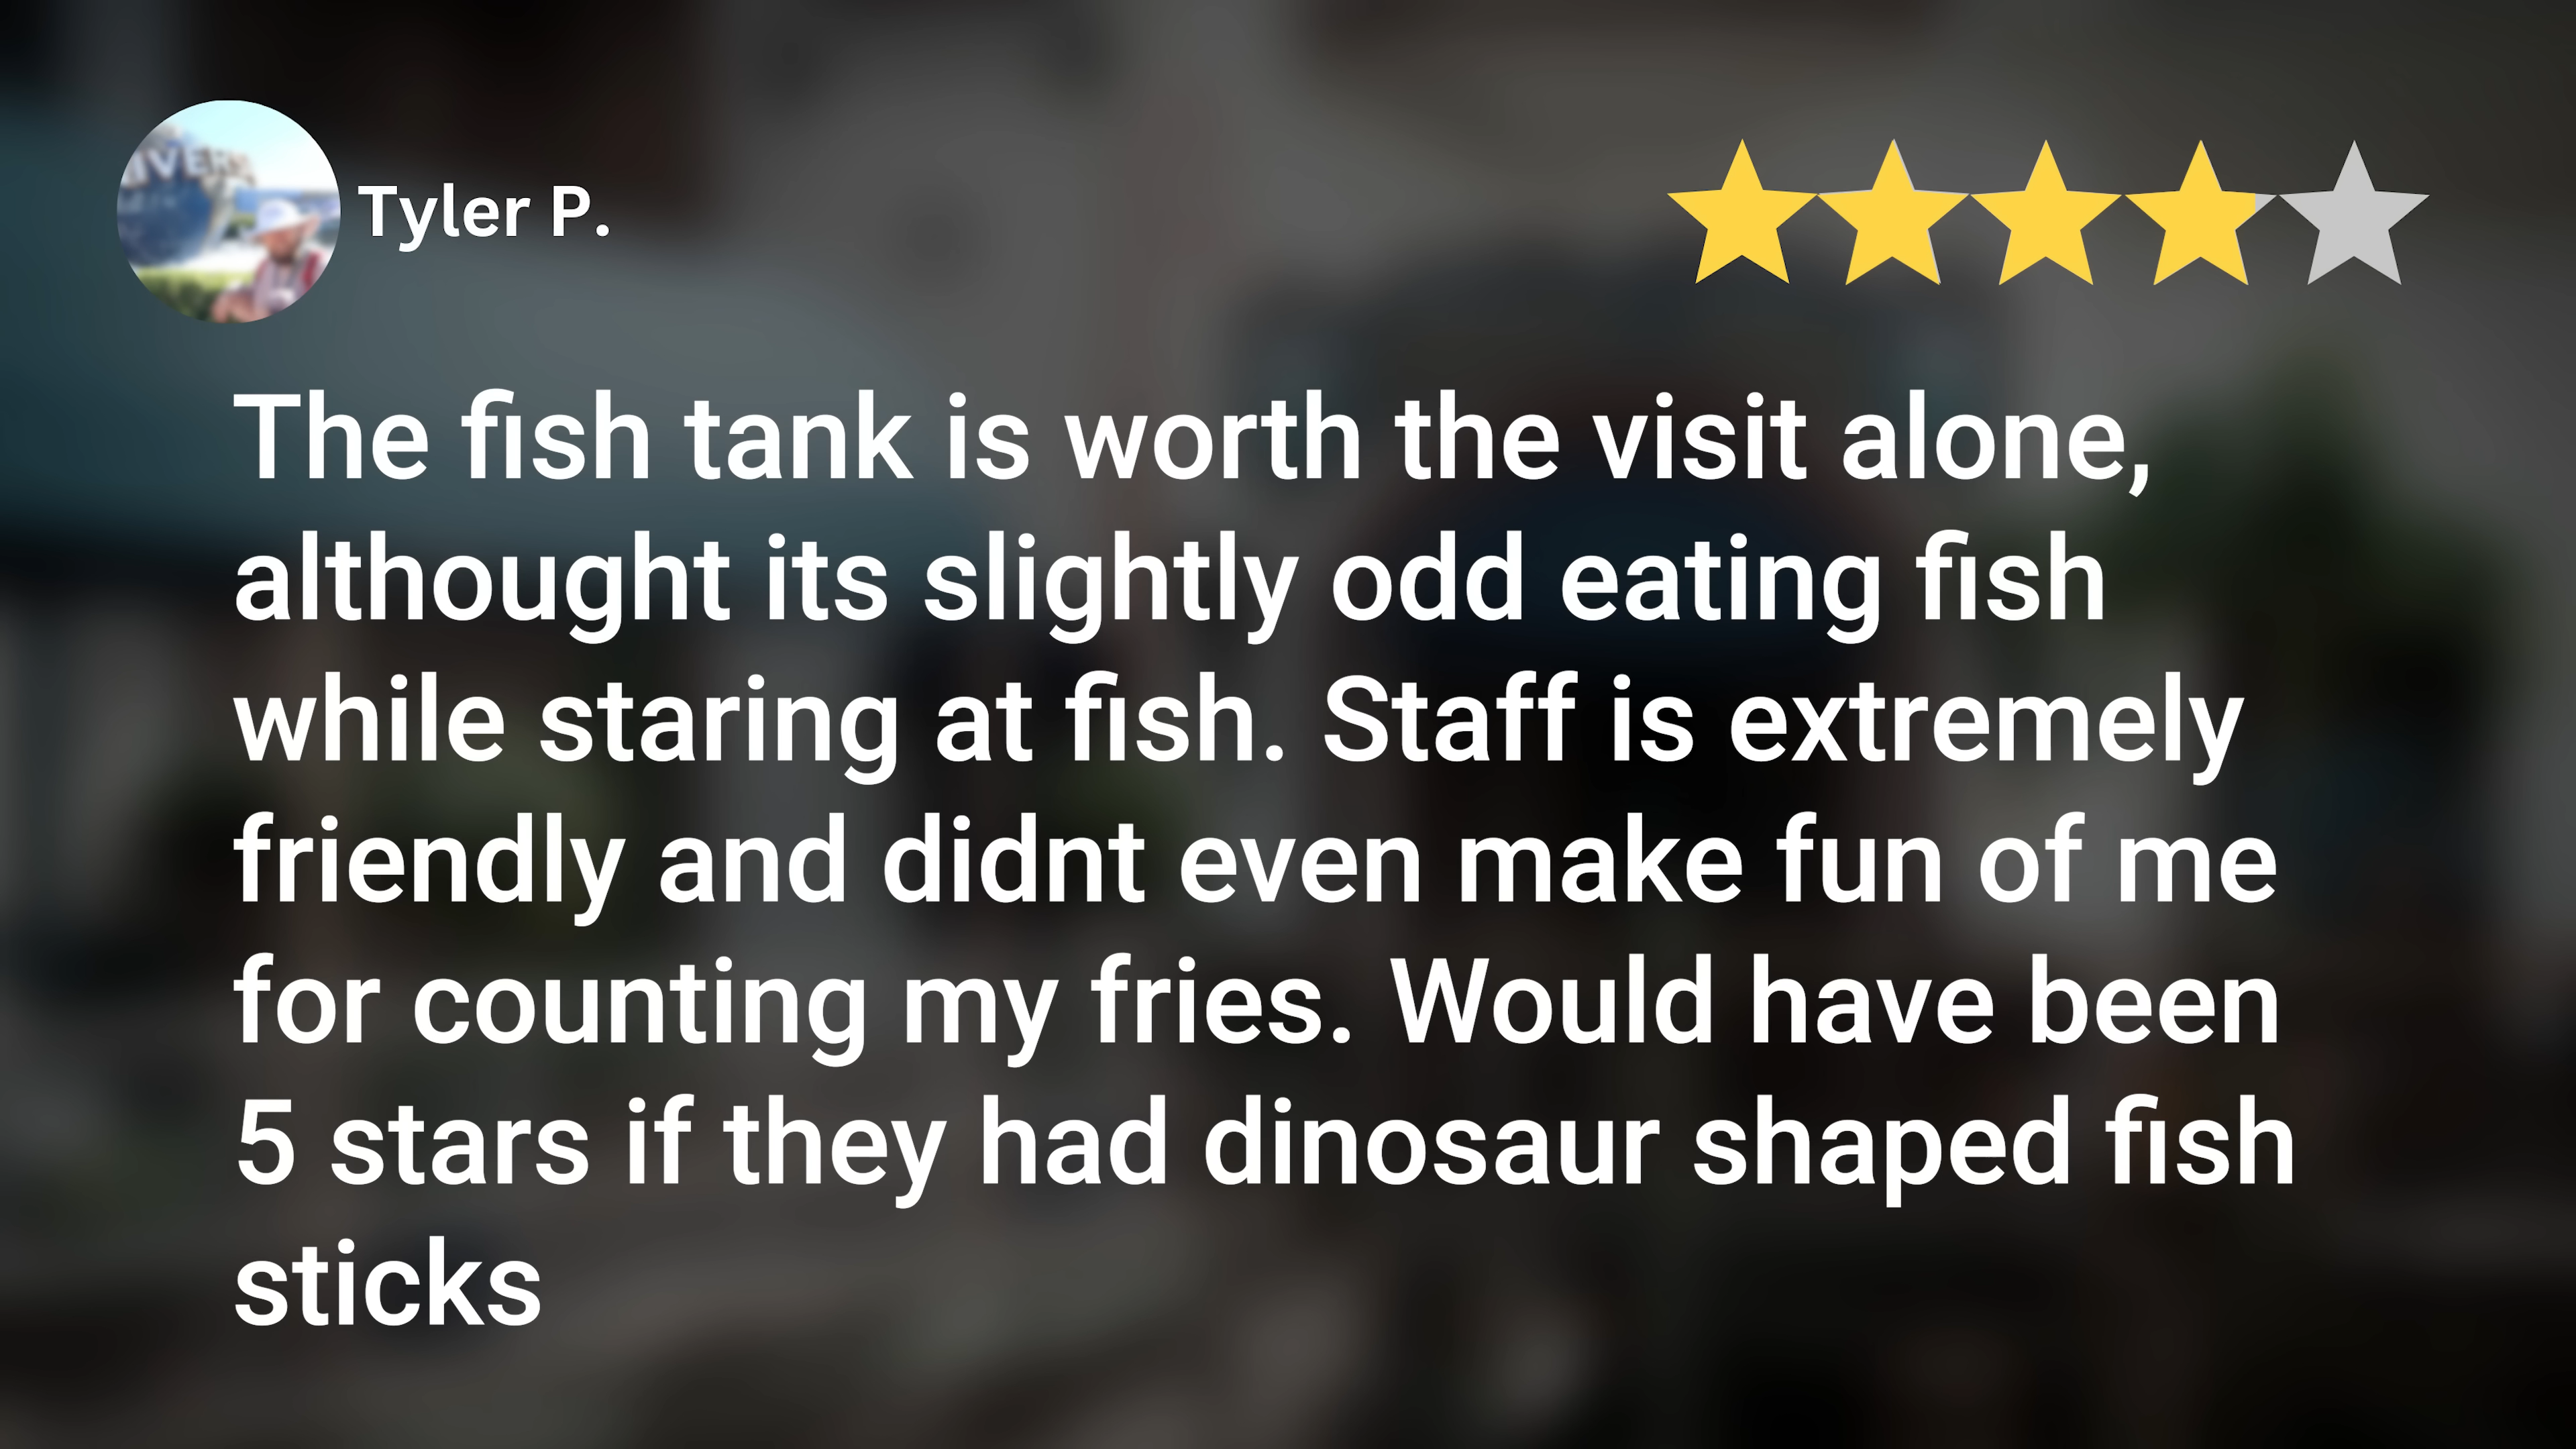 IVERS
Tyler P.
The fish tank is worth the visit alone,
althought its slightly odd eating fish
while staring at fish. Staff is extremely
friendly and didnt even make fun of me
for counting my fries. Would have been
5 stars if they had dinosaur shaped fish
sticks